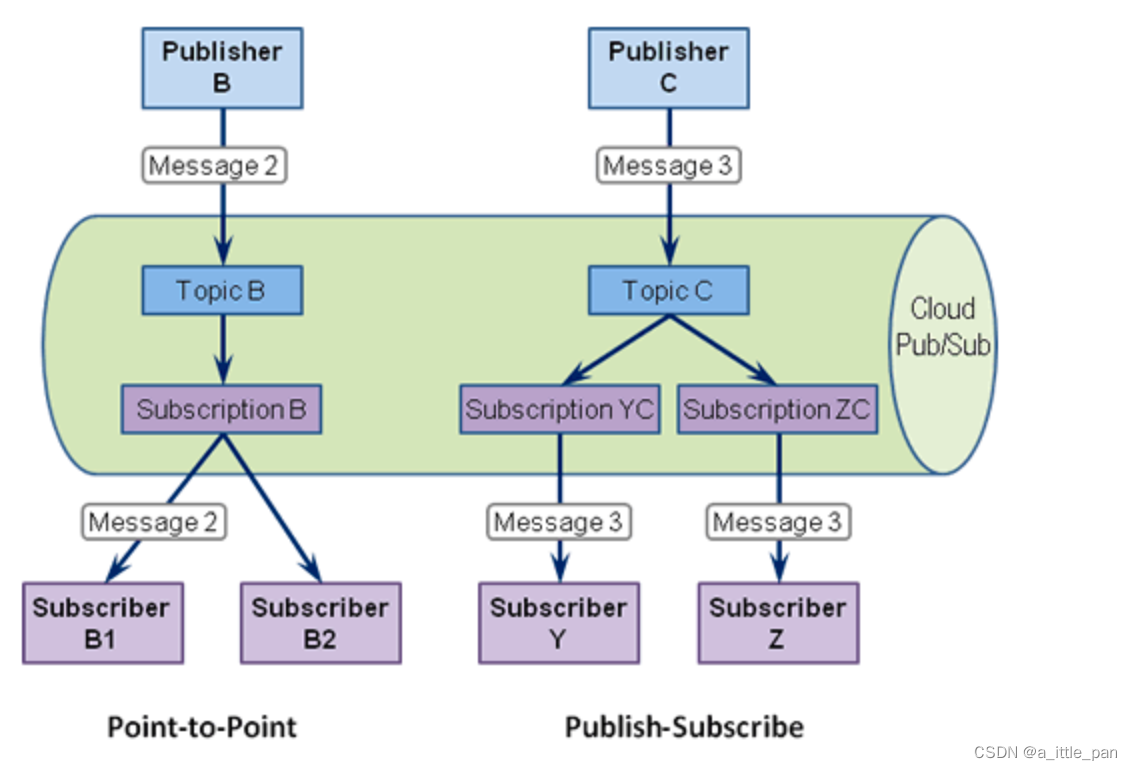 Publisher
B
Publisher
C
Message 2
Message 3
Topic B
Topic C
Cloud
Pub/Sub
Subscription B
Subscription YC
Subscription ZC
Message 2
Message 3
Message 3
Subscriber
B1
Subscriber
B2
Subscriber
Y
Subscriber
Z
Point-to-Point
Publish-Subscribe
CSDN @a_ittle_pan